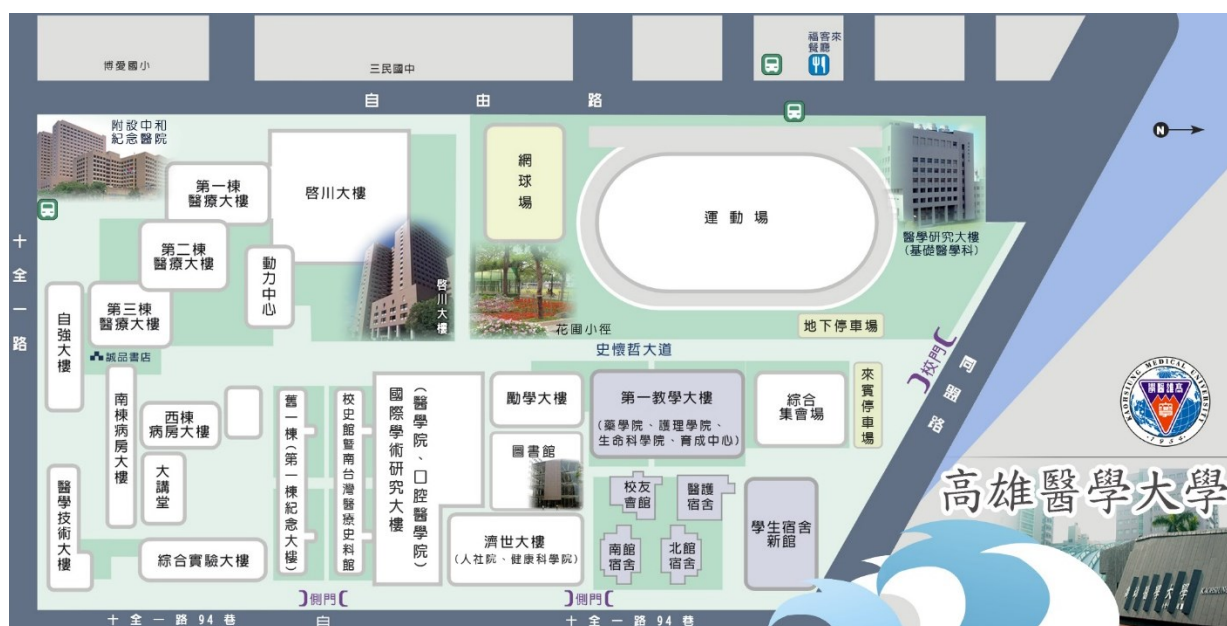 博愛國小
三民國中
福客來
餐廳
自由路
附設中和
紀念醫院
第一棟
醫療大樓
啓川大樓
網球場
運動場
N
醫學研究大樓
(基礎醫學科)
十全一路
第二棟
醫療大樓
動力中心
啓川大樓
第三棟
醫療大樓
自強大樓
花圃小徑
地下停車場
誠品書店
史懷哲大道
校門
同盟路
南棟病房大樓
西棟
病房大樓
舊一棟(第一棟紀念大樓)
校史館暨南台灣醫療史料館
國際學術研究大樓
(醫學院、口腔醫學院)
勵學大樓
第一教學大樓
(藥學院、護理學院、
生命科學院、育成中心)
綜合
集會場
來賓停車場
KAOHSIUNG MEDICAL UNIVERSITY
1954
圖書館
大講堂
醫學技術大樓
校友
會館
醫護
宿舍
學生宿舍
新館
高雄醫學大學
濟世大樓
(人社院、健康科學院)
南館
宿舍
北館
宿舍
綜合實驗大樓
側門
側門
十全一路94巷
自
十全一路94巷